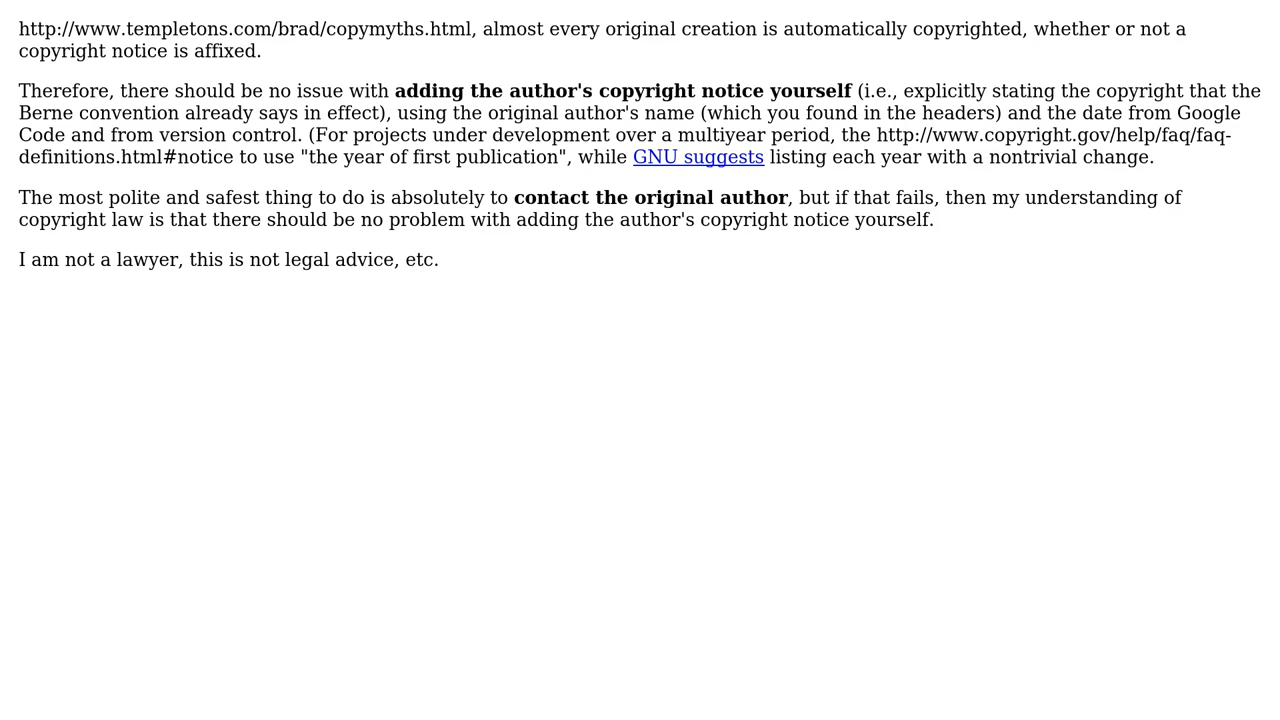 http://www.templetons.com/brad/copymyths.html, almost every original creation is automatically copyrighted, whether or not a
copyright notice is affixed.
Therefore, there should be no issue with adding the author's copyright notice yourself (i.e., explicitly stating the copyright that the
Berne convention already says in effect), using the original author's name (which you found in the headers) and the date from Google
Code and from version control. (For projects under development over a multiyear period, the http://www.copyright.gov/help/faq/faq-
definitions.html#notice to use "the year of first publication", while GNU suggests listing each year with a nontrivial change.
The most polite and safest thing to do is absolutely to contact the original author, but if that fails, then my understanding of
copyright law is that there should be no problem with adding the author's copyright notice yourself.
I am not a lawyer, this is not legal advice, etc.